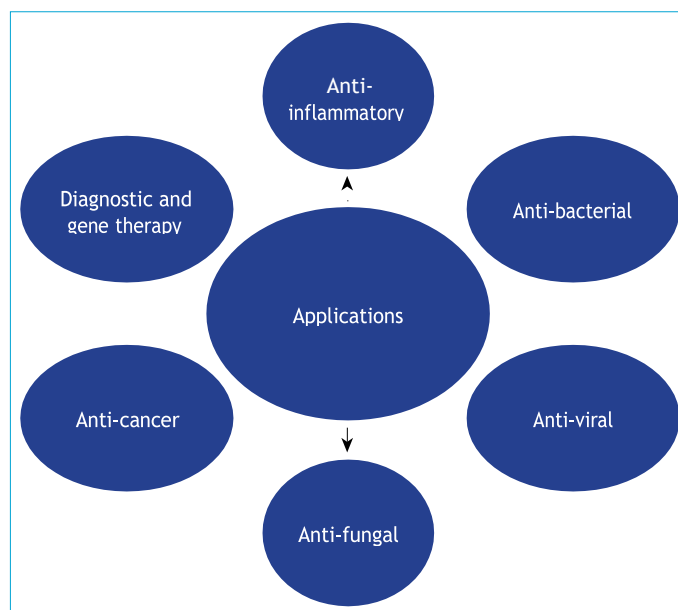 Anti-
inflammatory
Diagnostic and
gene therapy
Anti-bacterial
Applications
Anti-cancer
Anti-viral
Anti-fungal